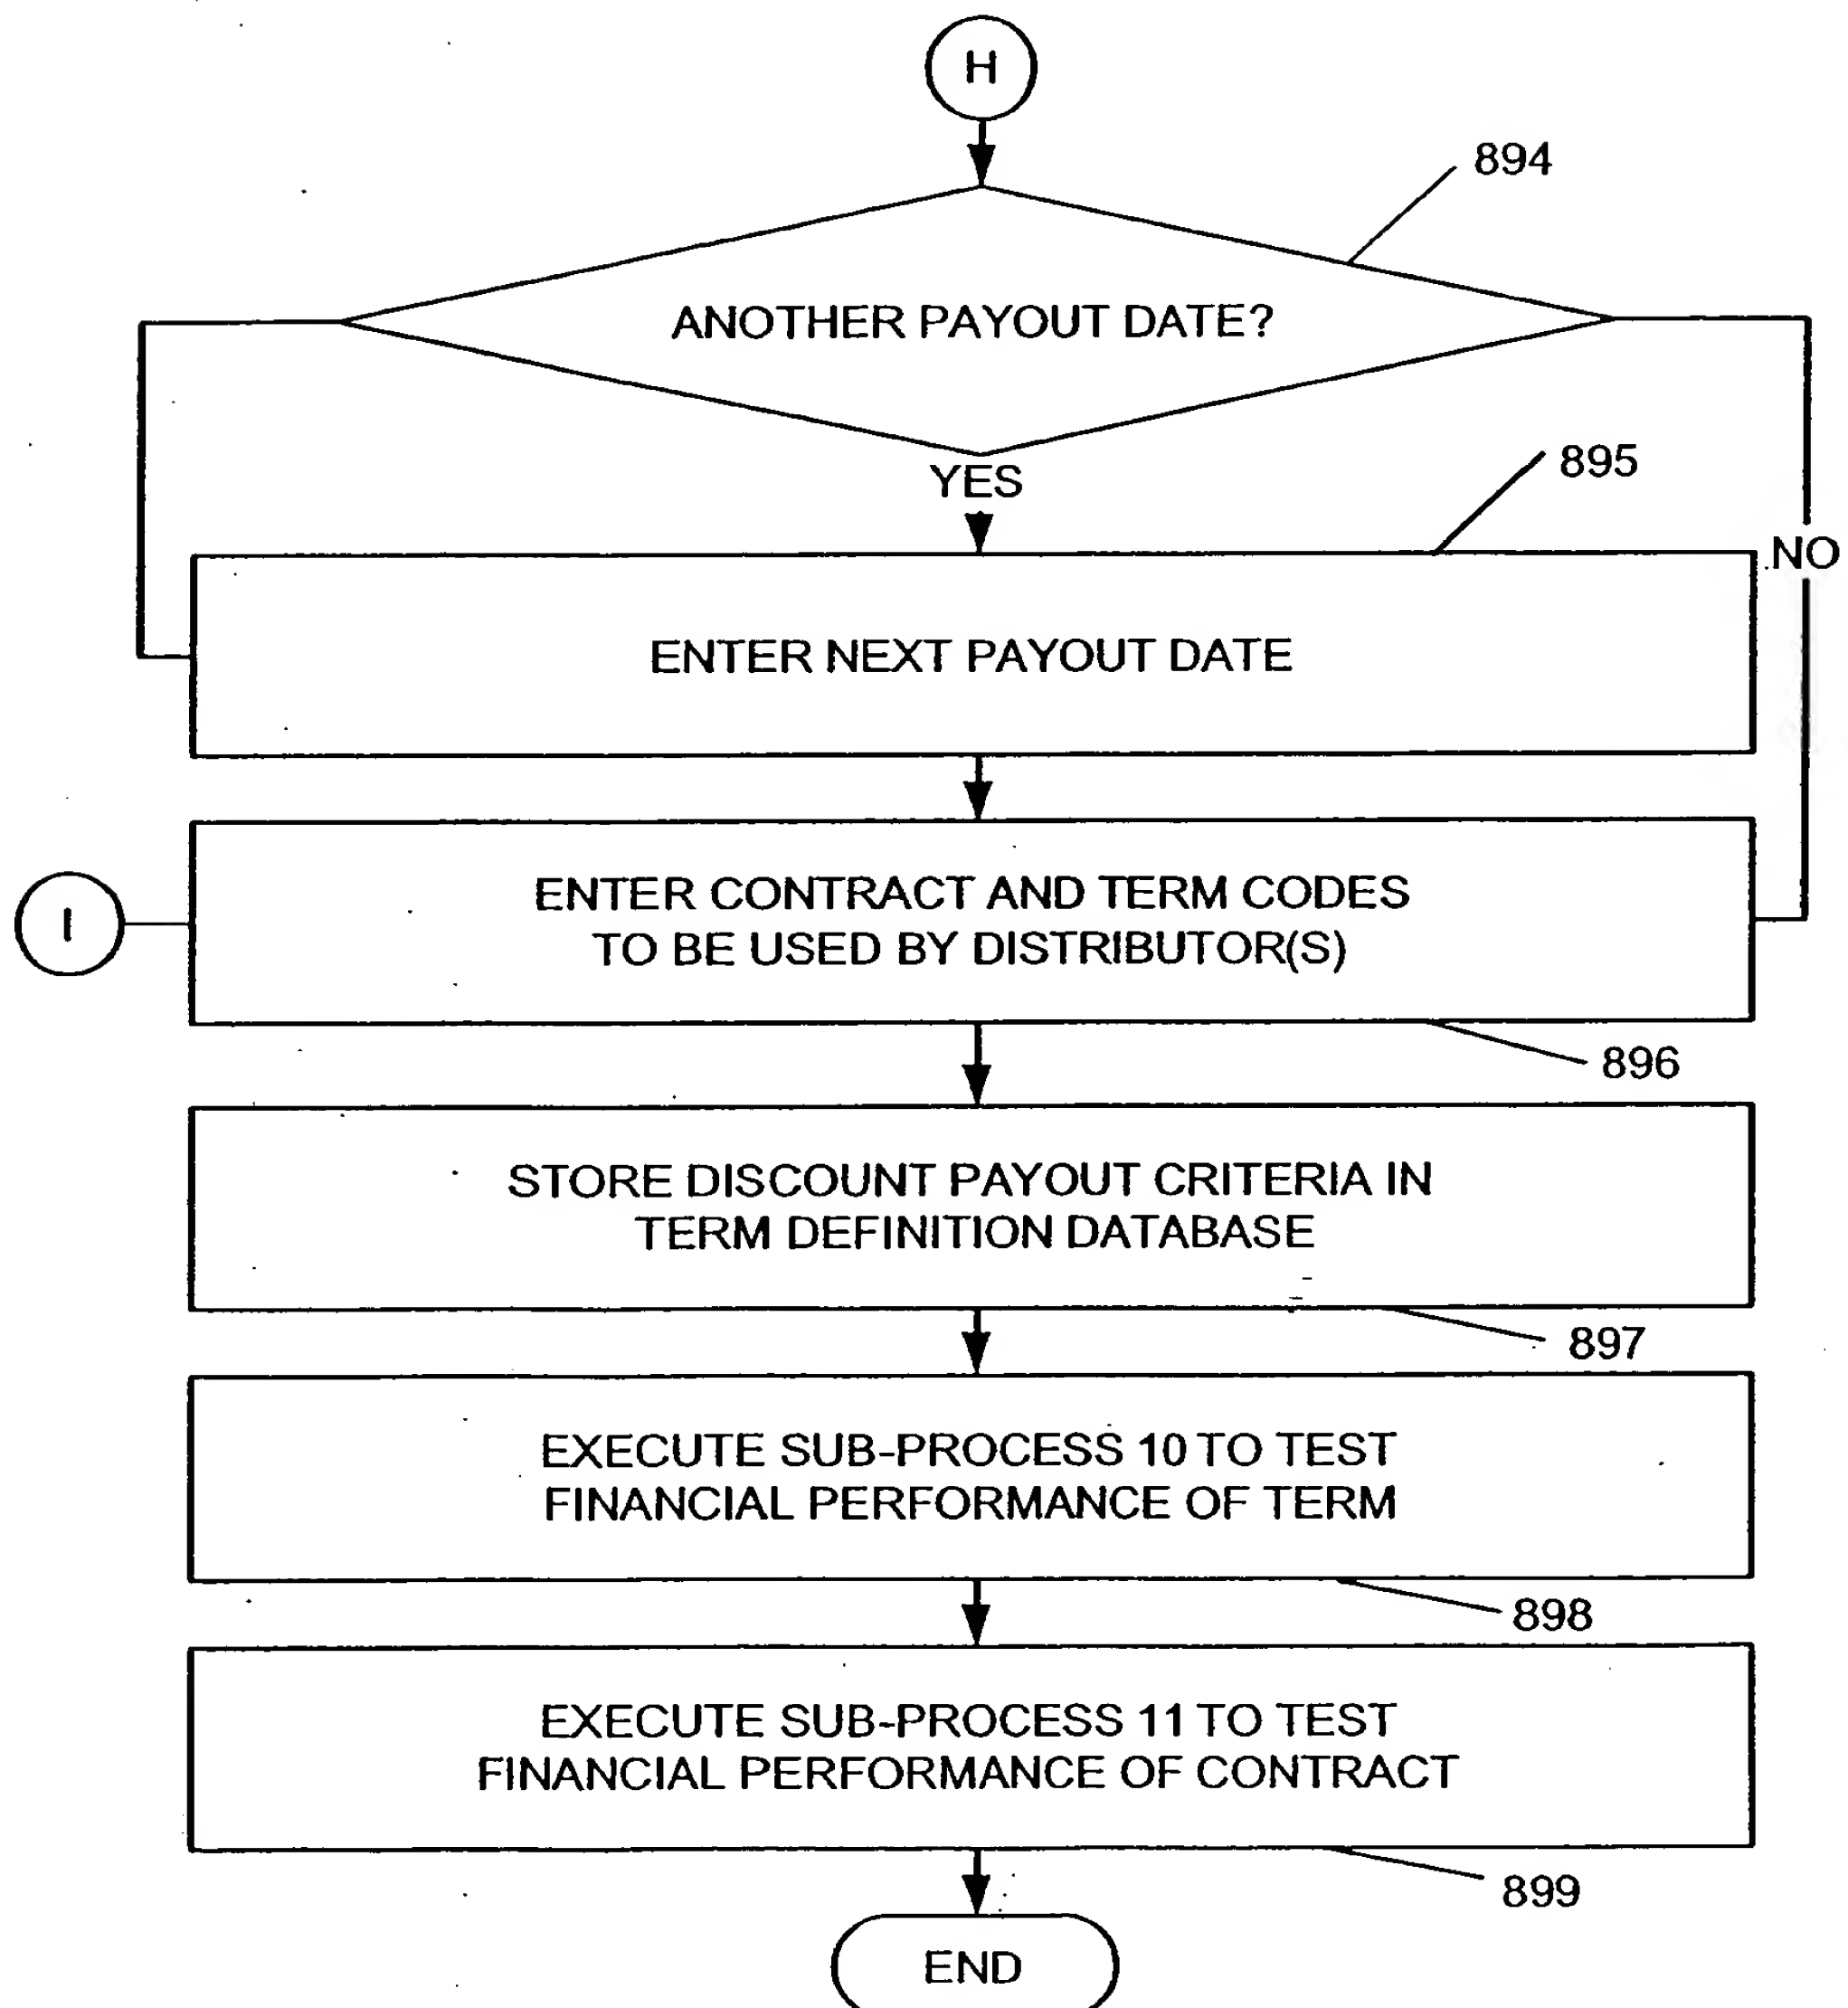 H
894
ANOTHER PAYOUT DATE?
YES
895
NO
ENTER NEXT PAYOUT DATE
I
ENTER CONTRACT AND TERM CODES
TO BE USED BY DISTRIBUTOR(S)
896
STORE DISCOUNT PAYOUT CRITERIA IN
TERM DEFINITION DATABASE
897
EXECUTE SUB-PROCESS 10 TO TEST
FINANCIAL PERFORMANCE OF TERM
898
EXECUTE SUB-PROCESS 11 TO TEST
FINANCIAL PERFORMANCE OF CONTRACT
899
END